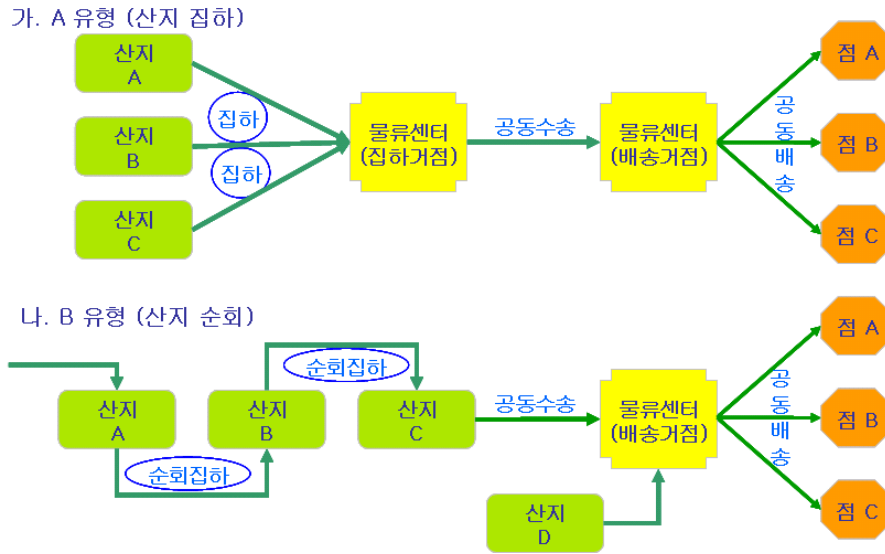 가. A 유형 (산지 집하)
산지
A
산지
B
산지
C
집하
집하
물류센터
(집하거점)
공동수송
물류센터
(배송거점)
공
동
배
송
점 A
점 B
점 C
나. B 유형 (산지 순회)
산지
A
순회집하
산지
B
순회집하
산지
C
공동수송
물류센터
(배송거점)
산지
D
공
동
배
송
점 A
점 B
점 C